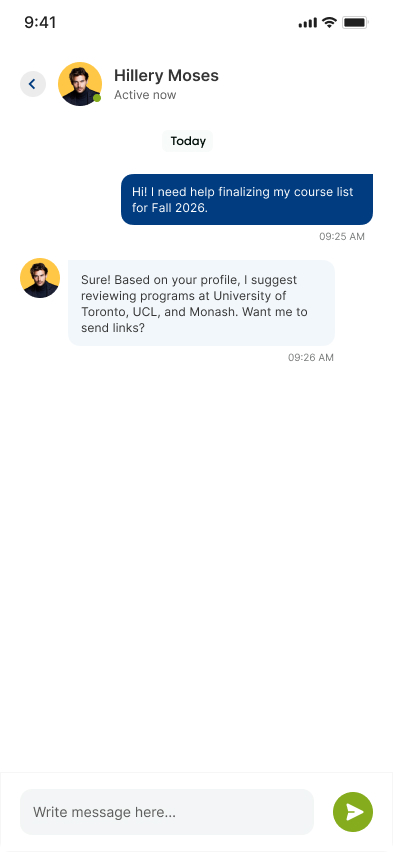 9:41
Hillery Moses
Active now
Today
Hi! I need help finalizing my course list
for Fall 2026.
09:25 AM
Sure! Based on your profile, I suggest
reviewing programs at University of
Toronto, UCL, and Monash. Want me to
send links?
09:26 AM
Write message here...